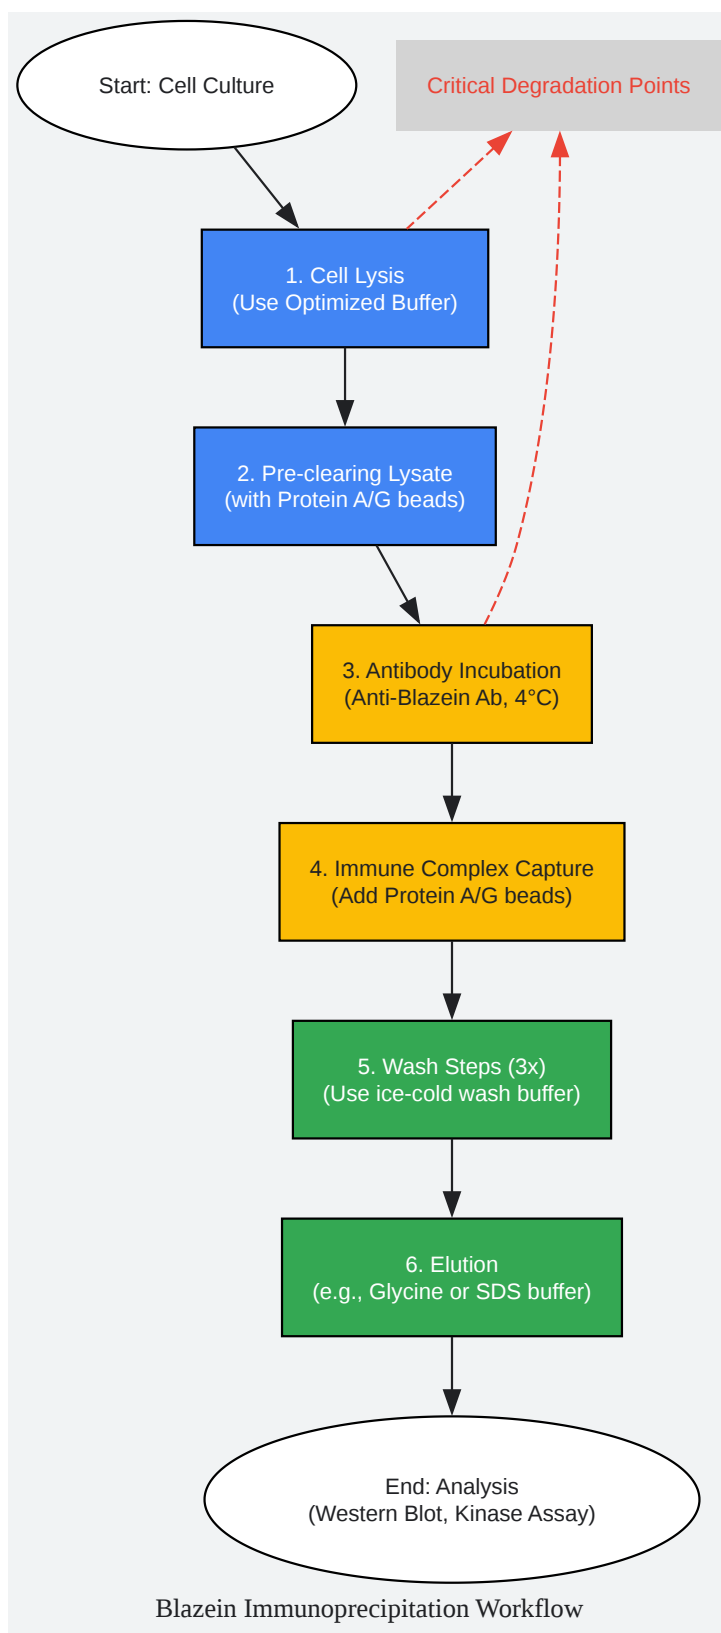 Start: Cell Culture
Critical Degradation Points
1. Cell Lysis
(Use Optimized Buffer)
2. Pre-clearing Lysate
(with Protein A/G beads)
3. Antibody Incubation
(Anti-Blazein Ab, 4°C)
4. Immune Complex Capture
(Add Protein A/G beads)
5. Wash Steps (3x)
(Use ice-cold wash buffer)
6. Elution
(e.g., Glycine or SDS buffer)
End: Analysis
(Western Blot, Kinase Assay)
Blazein Immunoprecipitation Workflow